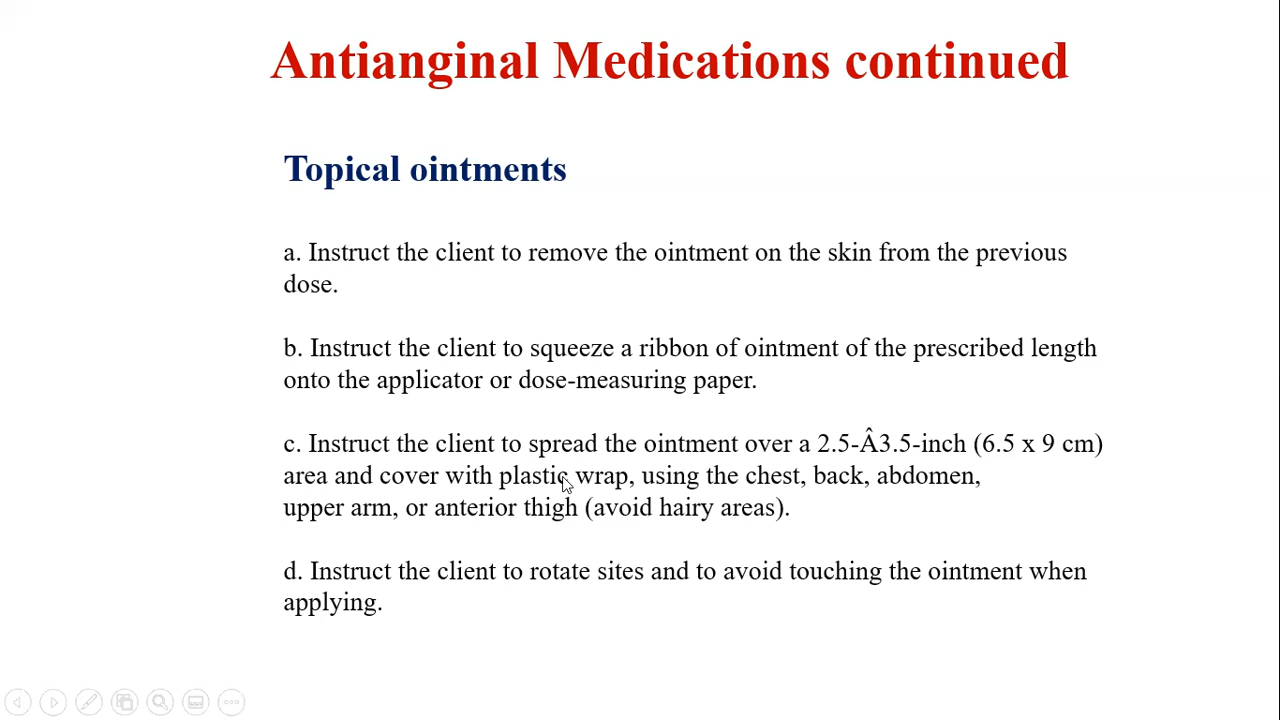 Antianginal Medications continued
Topical ointments
a. Instruct the client to remove the ointment on the skin from the previous
dose.
b. Instruct the client to squeeze a ribbon of ointment of the prescribed length
onto the applicator or dose-measuring paper.
c. Instruct the client to spread the ointment over a 2.5-Â3.5-inch (6.5 x 9 cm)
area and cover with plastic wrap, using the chest, back, abdomen,
upper arm, or anterior thigh (avoid hairy areas).
d. Instruct the client to rotate sites and to avoid touching the ointment when
applying.